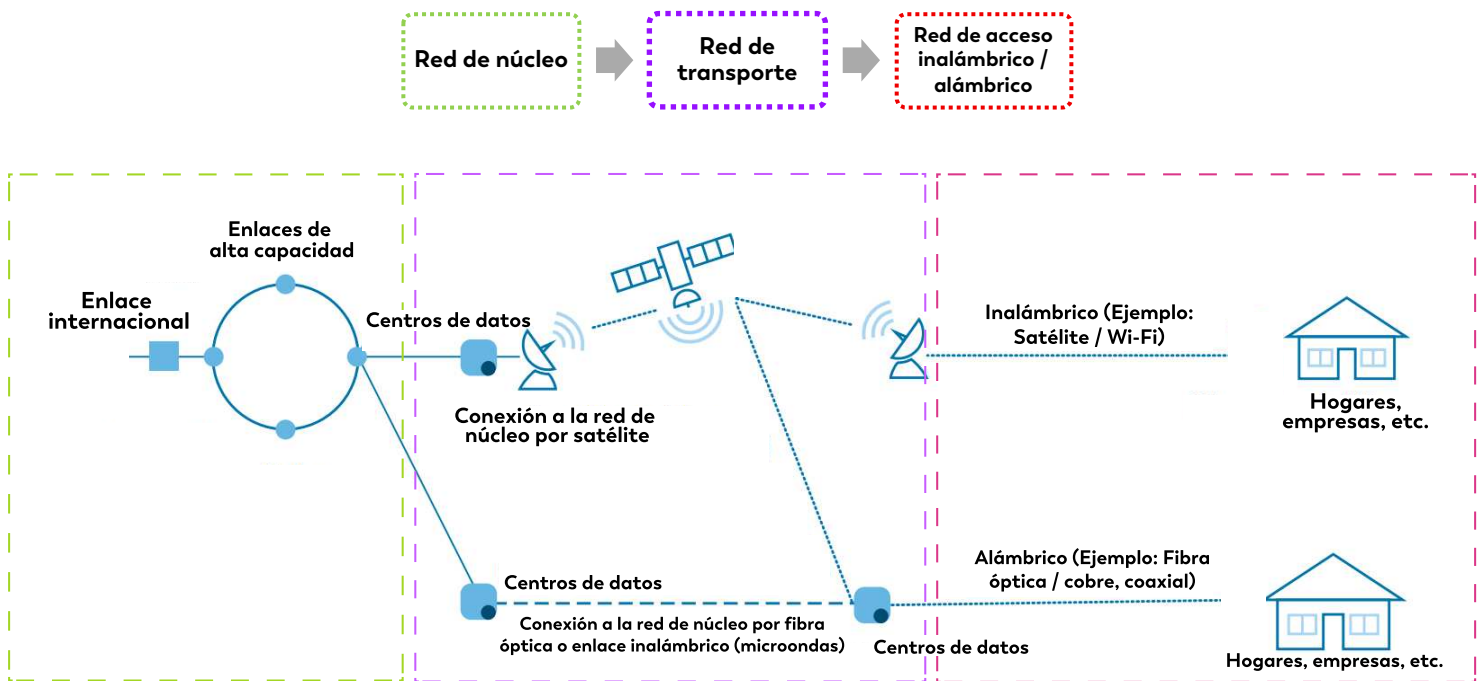 Red de núcleo
Red de
transporte
Red de acceso
inalámbrico /
alámbrico
Enlaces de
alta capacidad
Enlace
internacional
Centros de datos
Conexión a la red de
núcleo por satélite
Inalámbrico (Ejemplo:
Satélite / Wi-Fi)
Hogares,
empresas, etc.
Centros de datos
Conexión a la red de núcleo por fibra
óptica o enlace inalámbrico (microondas)
Centros de datos
Alámbrico (Ejemplo: Fibra
óptica / cobre, coaxial)
Hogares, empresas, etc.